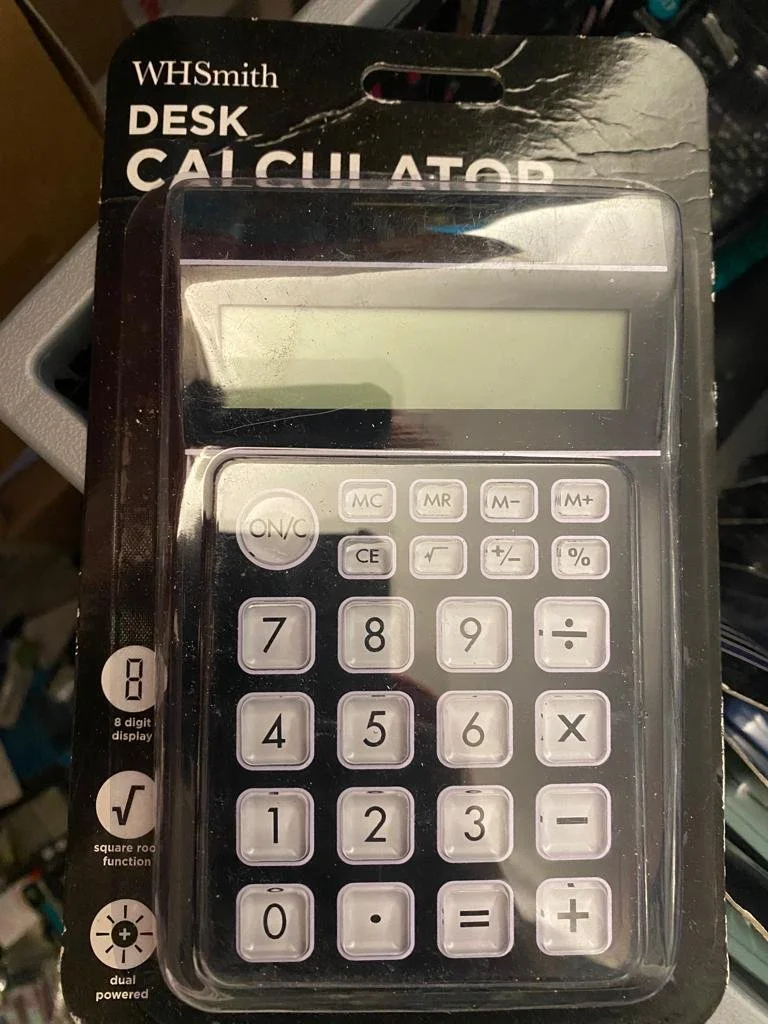 WHSmith
DESK
CALCULATOR
MC MR M- M+
ON/C
CE √ +/- %
7 8 9 ÷
4 5 6 X
1 2 3 -
0 . = +
8
8 digit
display
√
square roo
function
+
dual
powered